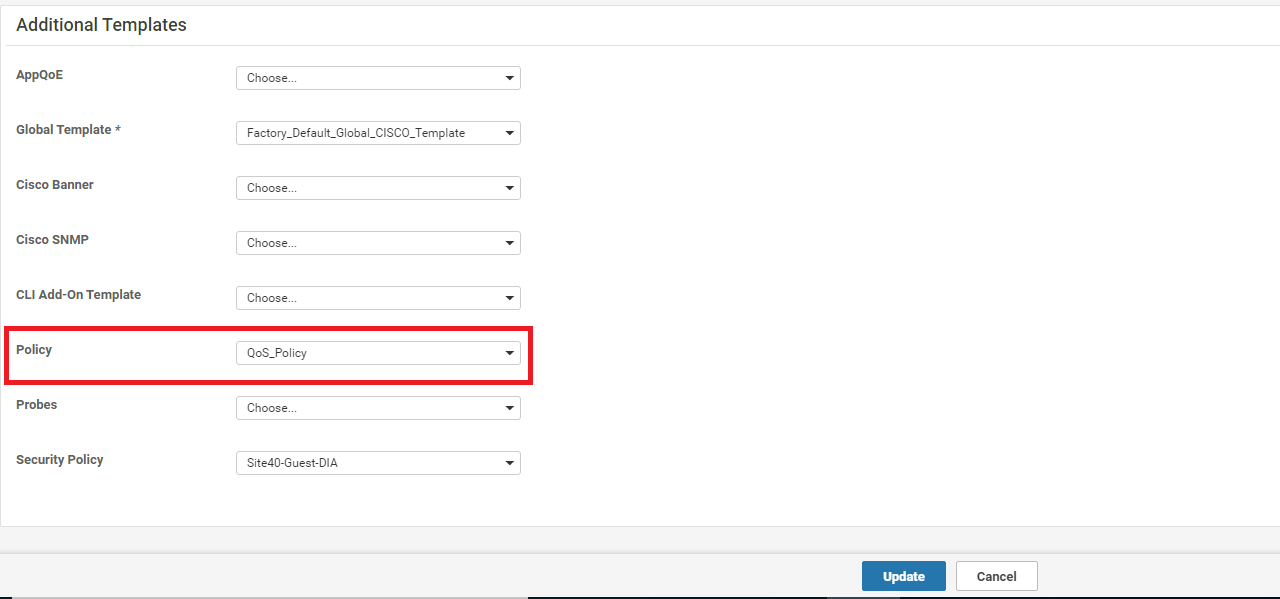 Additional Templates
AppQoE
Choose...
Global Template *
Factory_Default_Global_CISCO_Template
Cisco Banner
Choose...
Cisco SNMP
Choose...
CLI Add-On Template
Choose...
Policy
QoS_Policy
Probes
Choose...
Security Policy
Site40-Guest-DIA
Update
Cancel